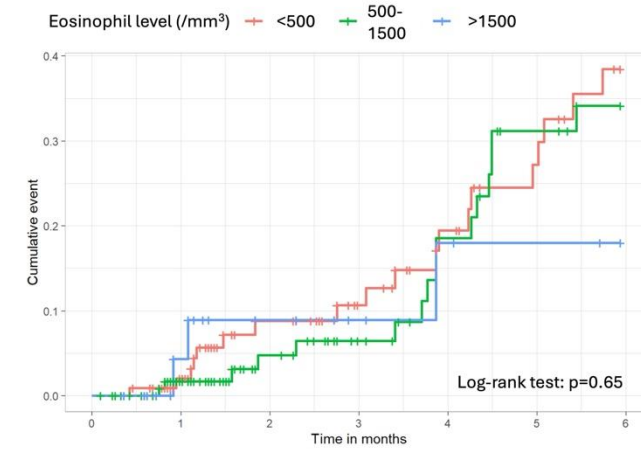 Eosinophil level (/mm³) <500 500-1500 >1500
0.4
0.3
0.2
0.1
0.0
Cumulative event
Log-rank test: p=0.65
0 1 2 3 4 5 6
Time in months